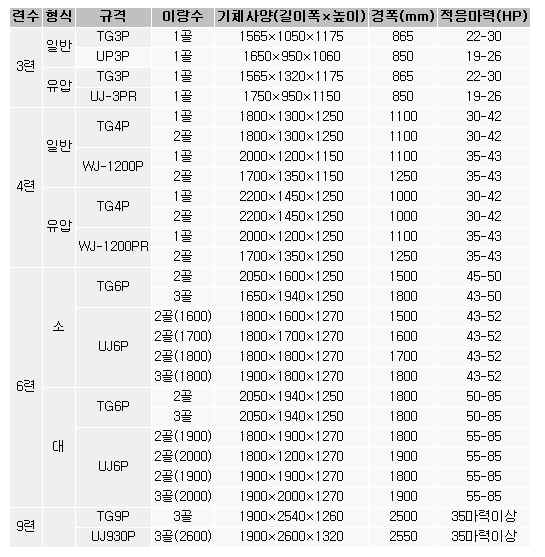 련수 형식 규격 이랑수 기체사양(길이폭×높이) 경폭(mm) 적응마력(HP)
3련 일반 TG3P 1골 1565×1050×1175 865 22-30
UP3P 1골 1650×950×1060 850 19-26
유압 TG3P 1골 1565×1320×1175 865 22-30
UJ-3PR 1골 1750×950×1150 850 19-26
4련 일반 TG4P 1골 1800×1300×1250 1100 30-42
2골 1800×1300×1250 1100 30-42
WJ-1200P 1골 2000×1200×1150 1100 35-43
2골 1700×1350×1150 1250 35-43
유압 TG4P 1골 2200×1450×1250 1000 30-42
2골 2200×1450×1250 1000 30-42
WJ-1200PR 1골 2000×1200×1250 1100 35-43
2골 1700×1350×1250 1250 35-43
6련 소 TG6P 2골 2050×1600×1250 1500 45-50
3골 1650×1940×1250 1800 43-50
UJ6P 2골(1600) 1800×1600×1270 1500 43-52
2골(1700) 1800×1700×1270 1600 43-52
2골(1800) 1800×1800×1270 1700 43-52
3골(1800) 1900×1800×1270 1800 43-52
대 TG6P 2골 2050×1940×1250 1800 50-85
3골 2050×1940×1250 1800 50-85
UJ6P 2골(1900) 1800×1900×1270 1800 55-85
2골(2000) 1800×1200×1270 1900 55-85
2골(1900) 1900×1900×1270 1800 55-85
3골(2000) 1900×2000×1270 1900 55-85
9련 TG9P 3골 1900×2540×1260 2500 35마력이상
UJ930P 3골(2600) 1900×2600×1320 2550 35마력이상